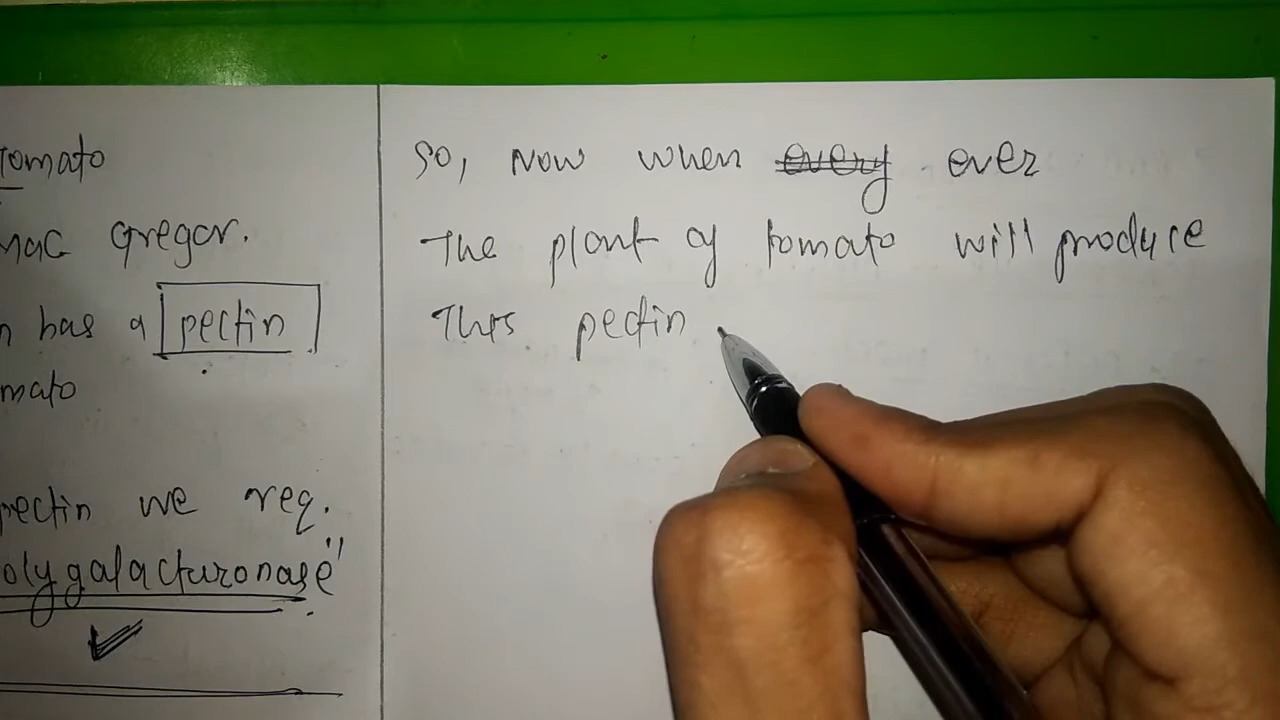 Tomato
Mac Gregor.
n has a pectin
mato
pectin we req.
olygalacturonase"
So, Now when every ever
The plant of tomato will produce
This pectin